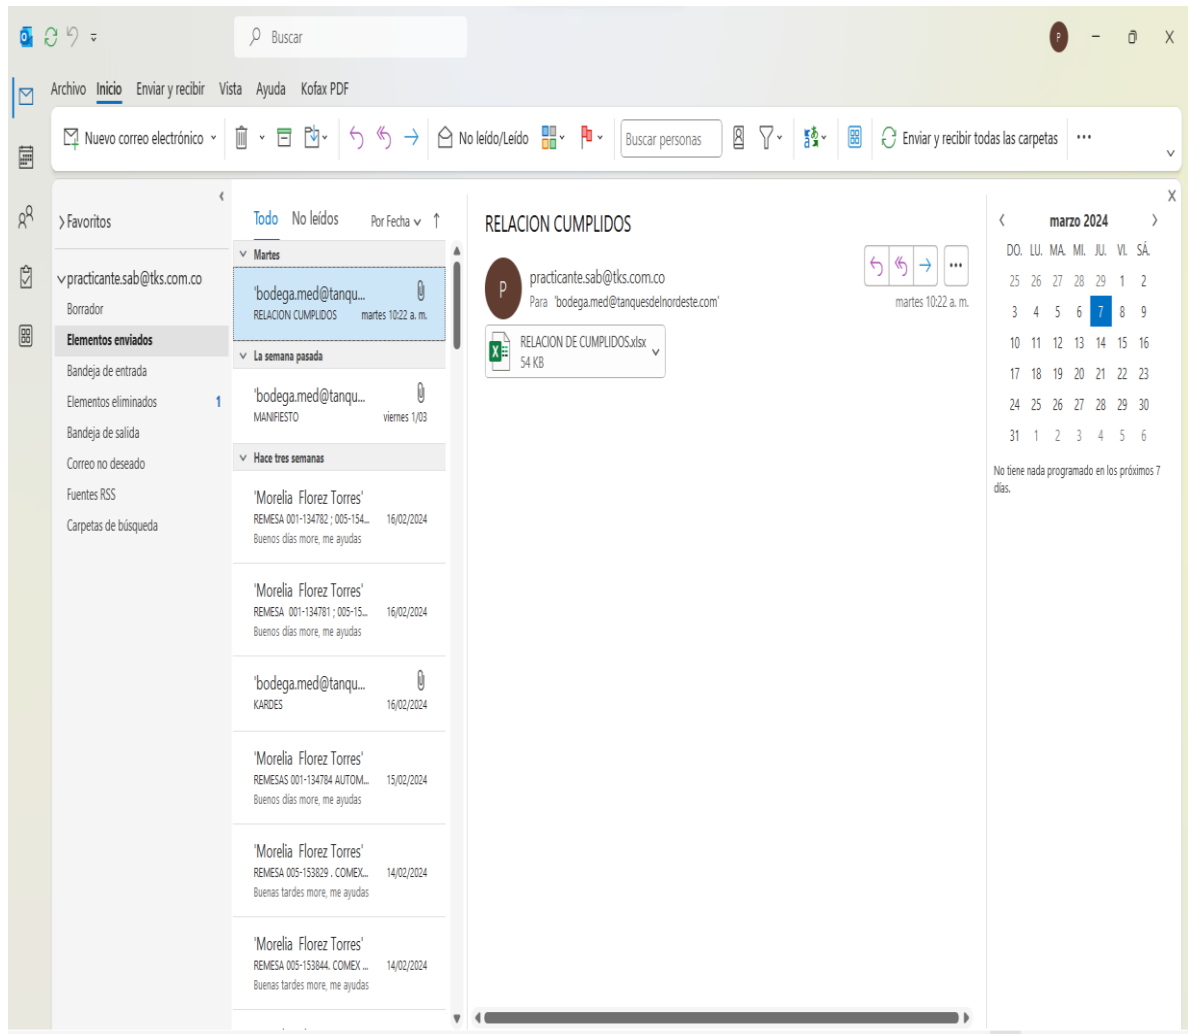 Buscar
P
Archivo Inicio Enviar y recibir Vista Ayuda Kofax PDF
Nuevo correo electrónico No leído/Leído Buscar personas Enviar y recibir todas las carpetas
Favoritos
practicante.sab@tks.com.co
Borrador
Elementos enviados
Bandeja de entrada
Elementos eliminados 1
Bandeja de salida
Correo no deseado
Fuentes RSS
Carpetas de búsqueda
Todo No leídos Por Fecha
Martes
'bodega.med@tanqu...
RELACION CUMPLIDOS martes 10:22 a. m.
La semana pasada
'bodega.med@tanqu...
MANIFIESTO viernes 1/03
Hace tres semanas
'Morelia Florez Torres'
REMESA 001-134782 ; 005-154... 16/02/2024
Buenos días more, me ayudas
'Morelia Florez Torres'
REMESA 001-134781 ; 005-15... 16/02/2024
Buenos días more, me ayudas
'bodega.med@tanqu...
KARDES 16/02/2024
'Morelia Florez Torres'
REMESAS 001-134784 AUTOM... 15/02/2024
Buenos días more, me ayudas
'Morelia Florez Torres'
REMESA 005-153829 . COMEX... 14/02/2024
Buenas tardes more, me ayudas
'Morelia Florez Torres'
REMESA 005-153844. COMEX ... 14/02/2024
Buenas tardes more, me ayudas
RELACION CUMPLIDOS
P
practicante.sab@tks.com.co
Para 'bodega.med@tanquesdelnordeste.com'
martes 10:22 a. m.
RELACION DE CUMPLIDOS.xlsx
54 KB
marzo 2024
DO. LU. MA. MI. JU. VI. SÁ.
25 26 27 28 29 1 2
3 4 5 6 7 8 9
10 11 12 13 14 15 16
17 18 19 20 21 22 23
24 25 26 27 28 29 30
31 1 2 3 4 5 6
No tiene nada programado en los próximos 7
días.